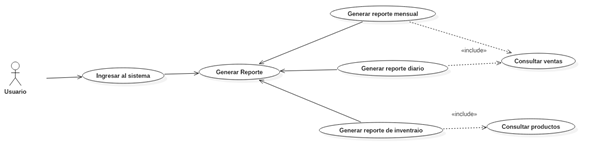 Generar reporte mensual
«include»
Generar reporte diario
Consultar ventas
Usuario
Ingresar al sistema
Generar Reporte
«include»
Generar reporte de inventraio
Consultar productos